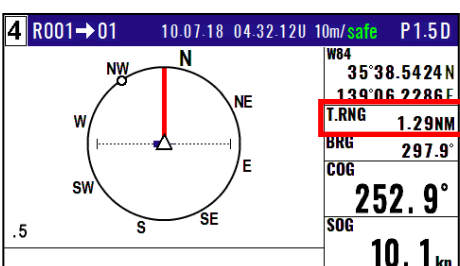 4 R001→01 10.07.18 04.32.12U 10m/safe P1.5D
W84
35°38.5424N
139°06.2286E
T.RNG
1.29NM
BRG
297.9°
COG
252.9°
SOG
10.1kn
N
NW
NE
W
E
SW
SE
S
.5